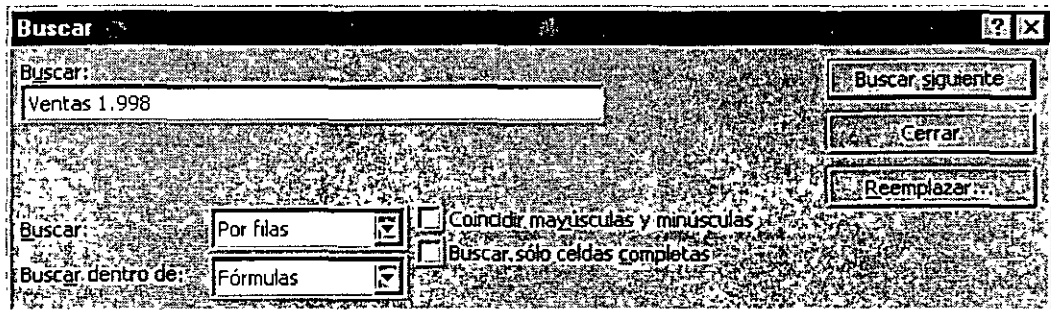 Buscar
Buscar:
Ventas 1.998
Buscar siguiente
Cerrar
Reemplazar...
Buscar:
Por filas
Coincidir mayúsculas y minúsculas
Buscar dentro de:
Fórmulas
Buscar sólo celdas completas